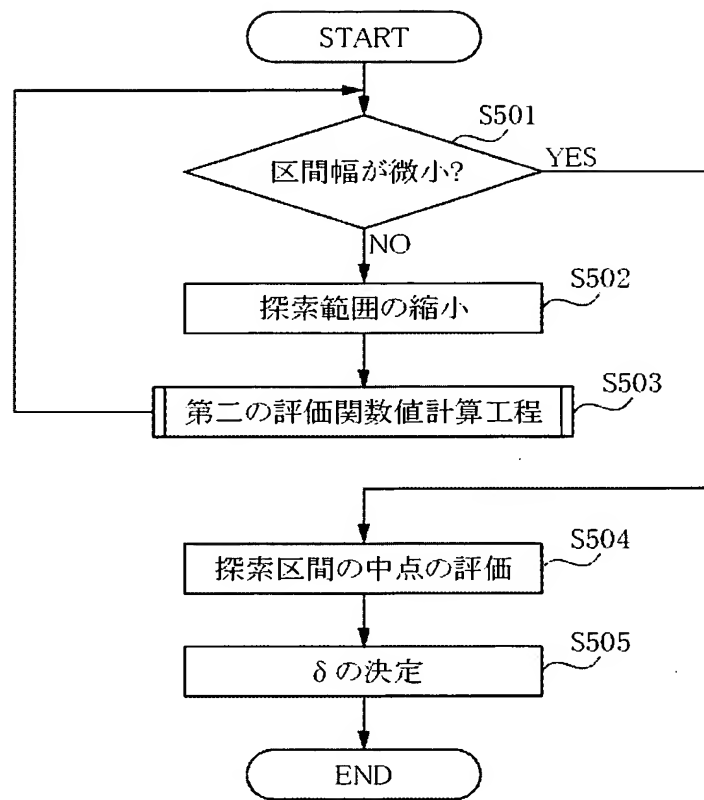 START
S501
区間幅が微小?
YES
NO
S502
探索範囲の縮小
S503
第二の評価関数値計算工程
S504
探索区間の中点の評価
S505
δの決定
END